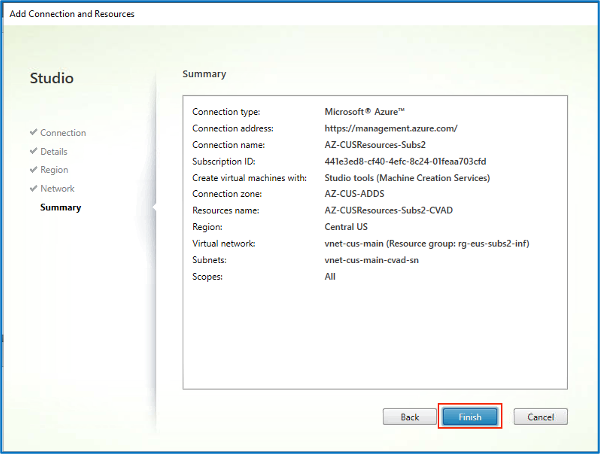 Add Connection and Resources
Studio
Connection
Details
Region
Network
Summary
Summary
Connection type: Microsoft® Azure™
Connection address: https://management.azure.com/
Connection name: AZ-CUSResources-Subs2
Subscription ID: 441e3ed8-cf40-4efc-8c24-01feaa703cfd
Create virtual machines with: Studio tools (Machine Creation Services)
Connection zone: AZ-CUS-ADDS
Resources name: AZ-CUSResources-Subs2-CVAD
Region: Central US
Virtual network: vnet-cus-main (Resource group: rg-eus-subs2-inf)
Subnets: vnet-cus-main-cvad-sn
Scopes: All
Back Finish Cancel